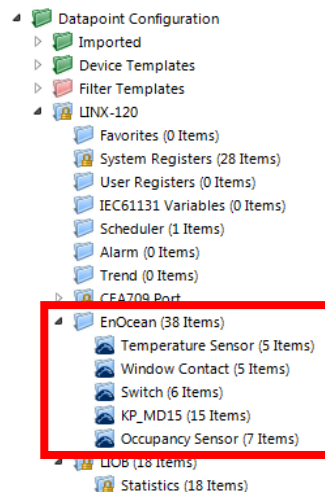 Datapoint Configuration
Imported
Device Templates
Filter Templates
LINX-120
Favorites (0 Items)
System Registers (28 Items)
User Registers (0 Items)
IEC61131 Variables (0 Items)
Scheduler (1 Items)
Alarm (0 Items)
Trend (0 Items)
CEA709 Port
EnOcean (38 Items)
Temperature Sensor (5 Items)
Window Contact (5 Items)
Switch (6 Items)
KP_MD15 (15 Items)
Occupancy Sensor (7 Items)
LIOB (18 Items)
Statistics (18 Items)